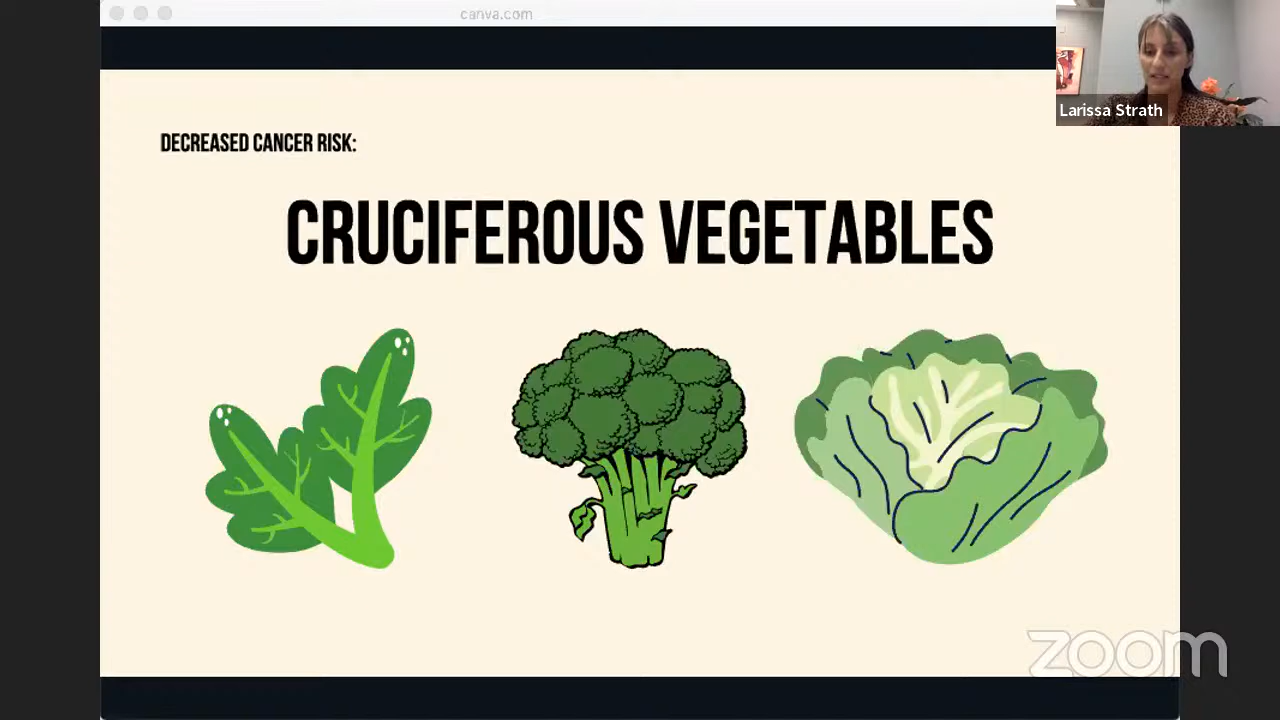 canva.com
Larissa Strath
DECREASED CANCER RISK:
CRUCIFEROUS VEGETABLES
zoom